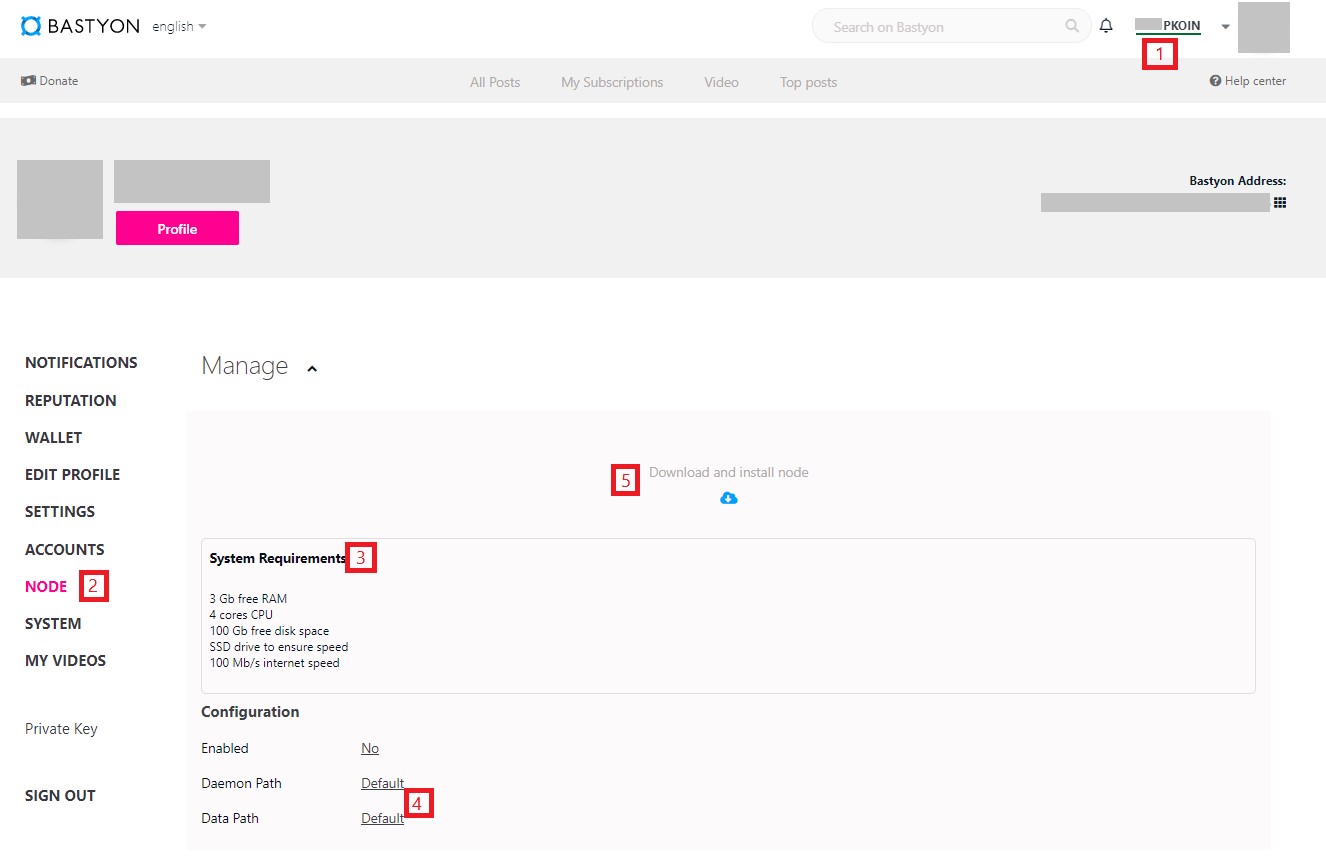 BASTYON english
Search on Bastyon
PKOIN
1
Donate
All Posts My Subscriptions Video Top posts
Help center
Profile
Bastyon Address:
NOTIFICATIONS
REPUTATION
WALLET
EDIT PROFILE
SETTINGS
ACCOUNTS
NODE 2
SYSTEM
MY VIDEOS
Private Key
SIGN OUT
Manage
5 Download and install node
System Requirements 3
3 Gb free RAM
4 cores CPU
100 Gb free disk space
SSD drive to ensure speed
100 Mb/s internet speed
Configuration
Enabled No
Daemon Path Default
4
Data Path Default